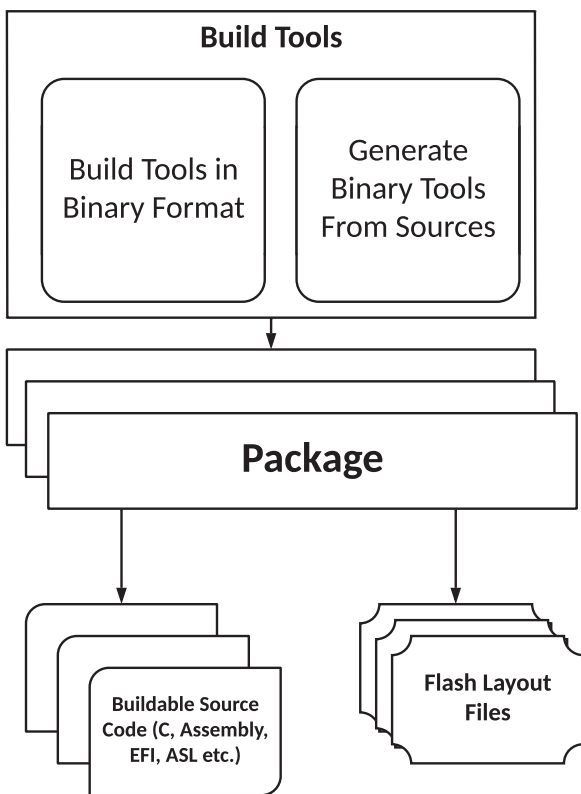 Build Tools
Build Tools in
Binary Format
Generate
Binary Tools
From Sources
Package
Buildable Source
Code (C, Assembly,
EFI, ASL etc.)
Flash Layout
Files